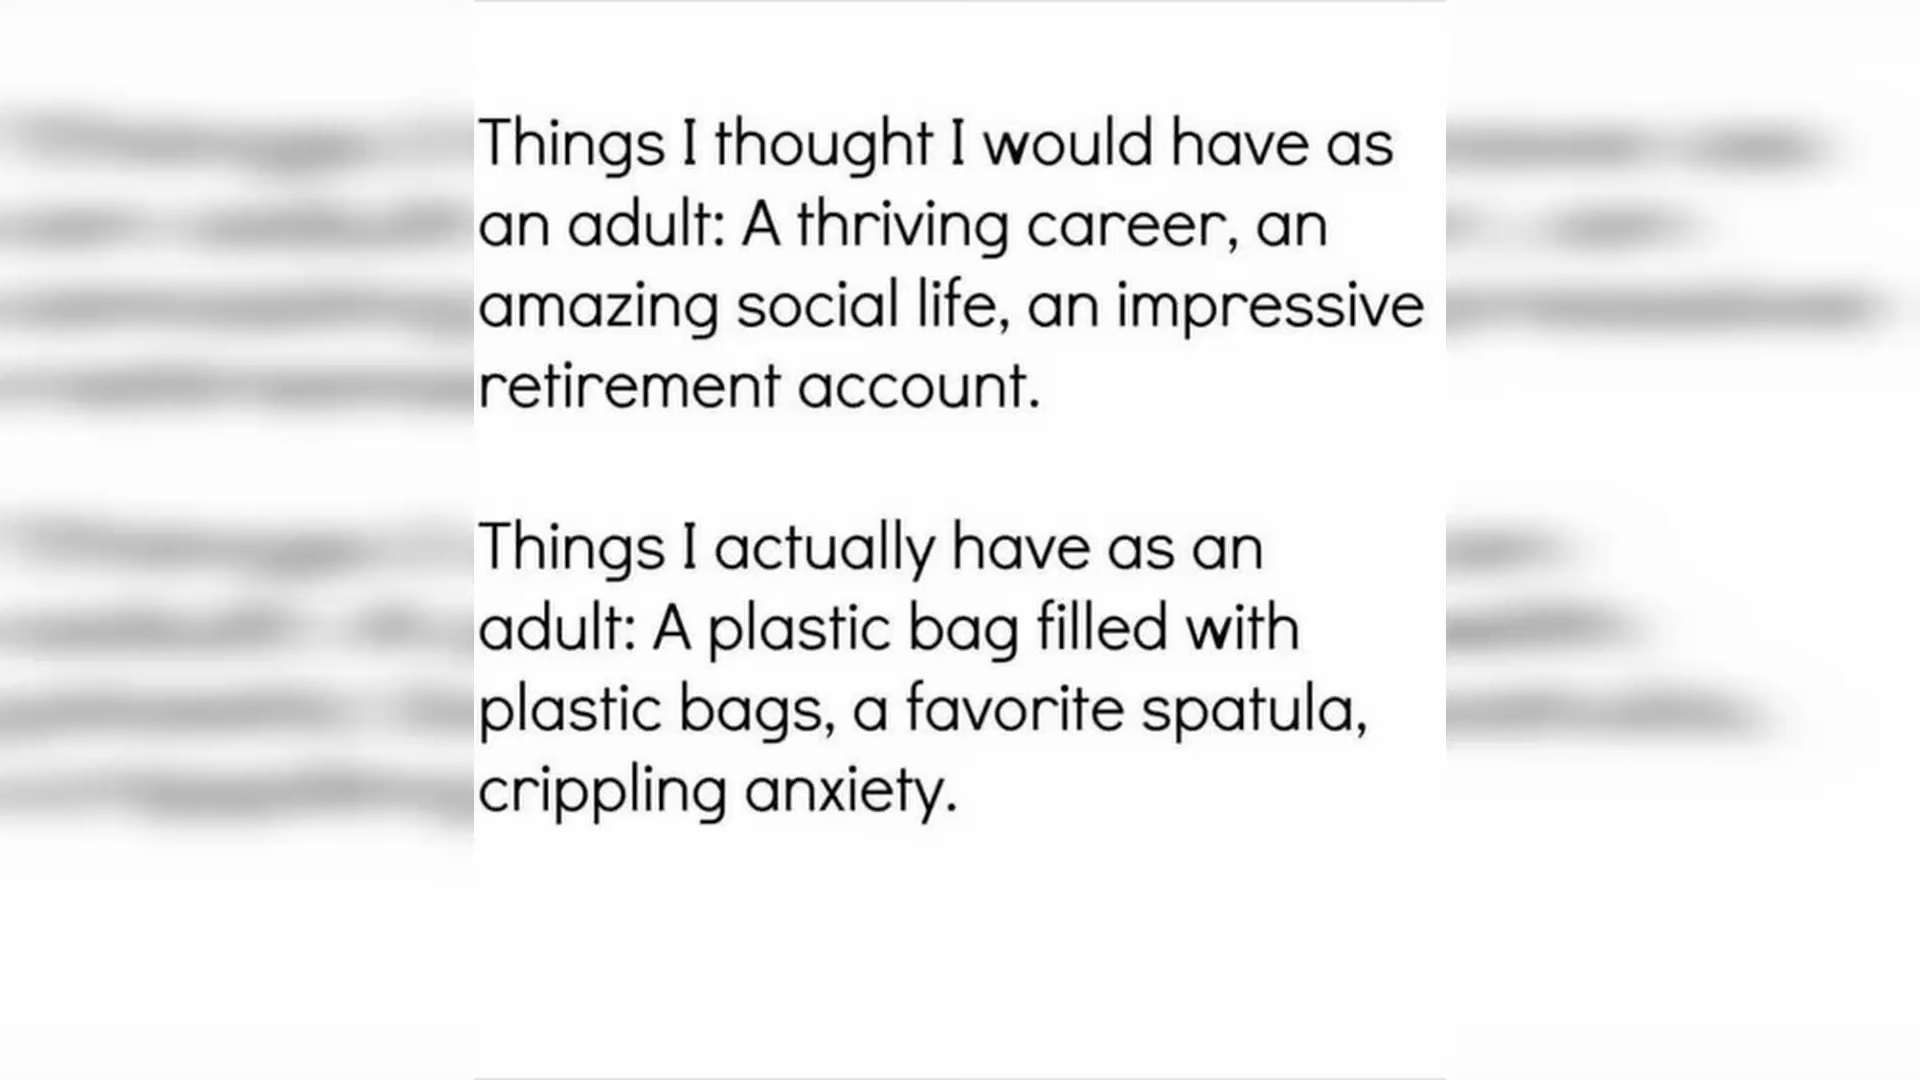 Things I thought I would have as
an adult: A thriving career, an
amazing social life, an impressive
retirement account.
Things I actually have as an
adult: A plastic bag filled with
plastic bags, a favorite spatula,
crippling anxiety.